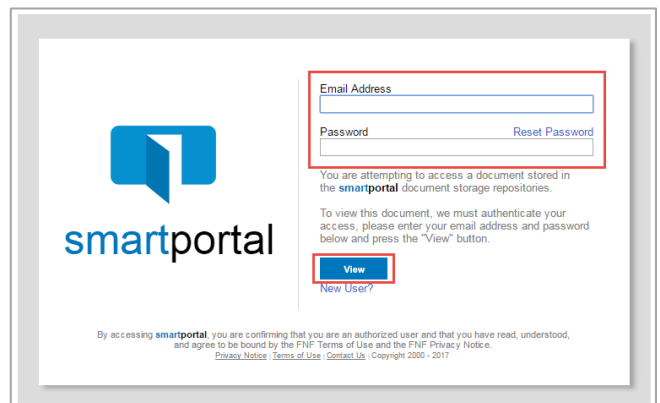 Email Address
Password Reset Password
You are attempting to access a document stored in
the smartportal document storage repositories.
To view this document, we must authenticate your
access, please enter your email address and password
below and press the "View" button.
smartportal
View
New User?
By accessing smartportal, you are confirming that you are an authorized user and that you have read, understood,
and agree to be bound by the FNF Terms of Use and the FNF Privacy Notice.
Privacy Notice | Terms of Use | Contact Us | Copyright 2000 - 2017